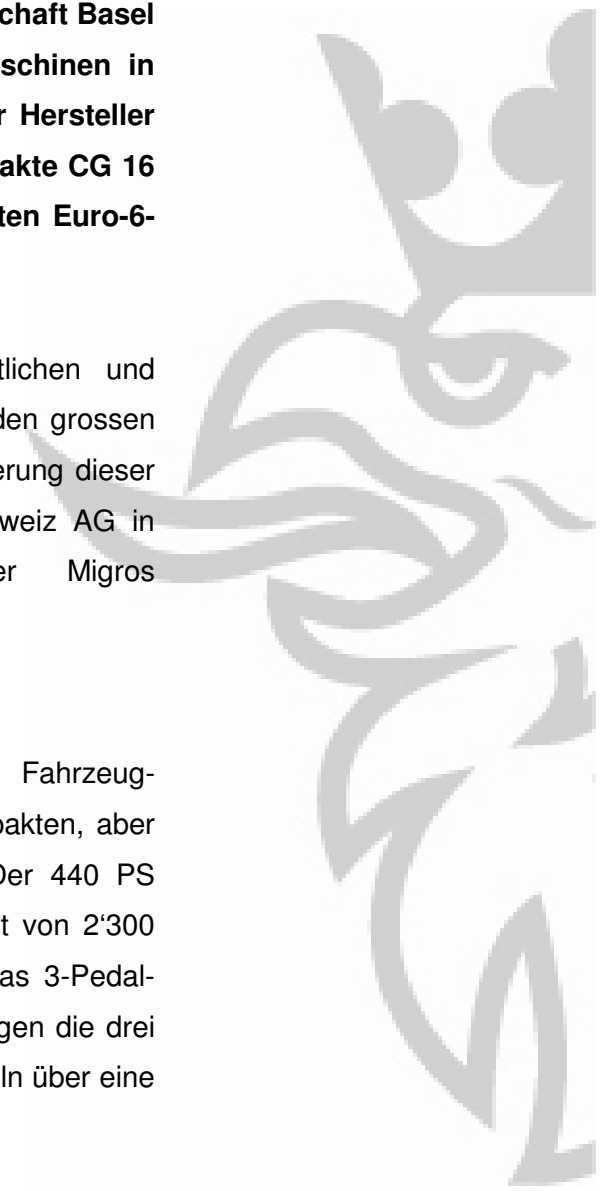 chaft Basel
schinen in
r Hersteller
akte CG 16
ten Euro-6-
tlichen und
den grossen
erung dieser
weiz AG in
er Migros
Fahrzeug-
pakten, aber
Der 440 PS
t von 2‘300
as 3-Pedal-
gen die drei
ln über eine